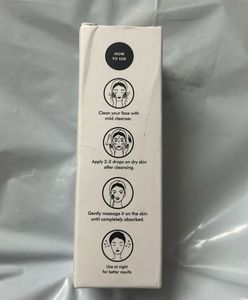 HOW
TO USE
Clean your face with
mild cleanser.
Apply 2-3 drops on dry skin
after cleansing.
Gently massage it on the skin
until completely absorbed.
Use at night
for better results